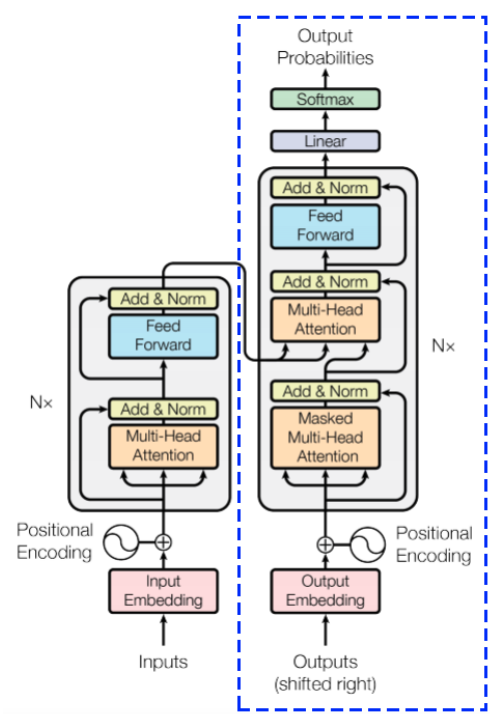 Output
Probabilities
Softmax
Linear
Add & Norm
Feed
Forward
Add & Norm
Multi-Head
Attention
Add & Norm
Masked
Multi-Head
Attention
N×
Positional
Encoding
Output
Embedding
Outputs
(shifted right)
Add & Norm
Feed
Forward
Add & Norm
Multi-Head
Attention
N×
Positional
Encoding
Input
Embedding
Inputs